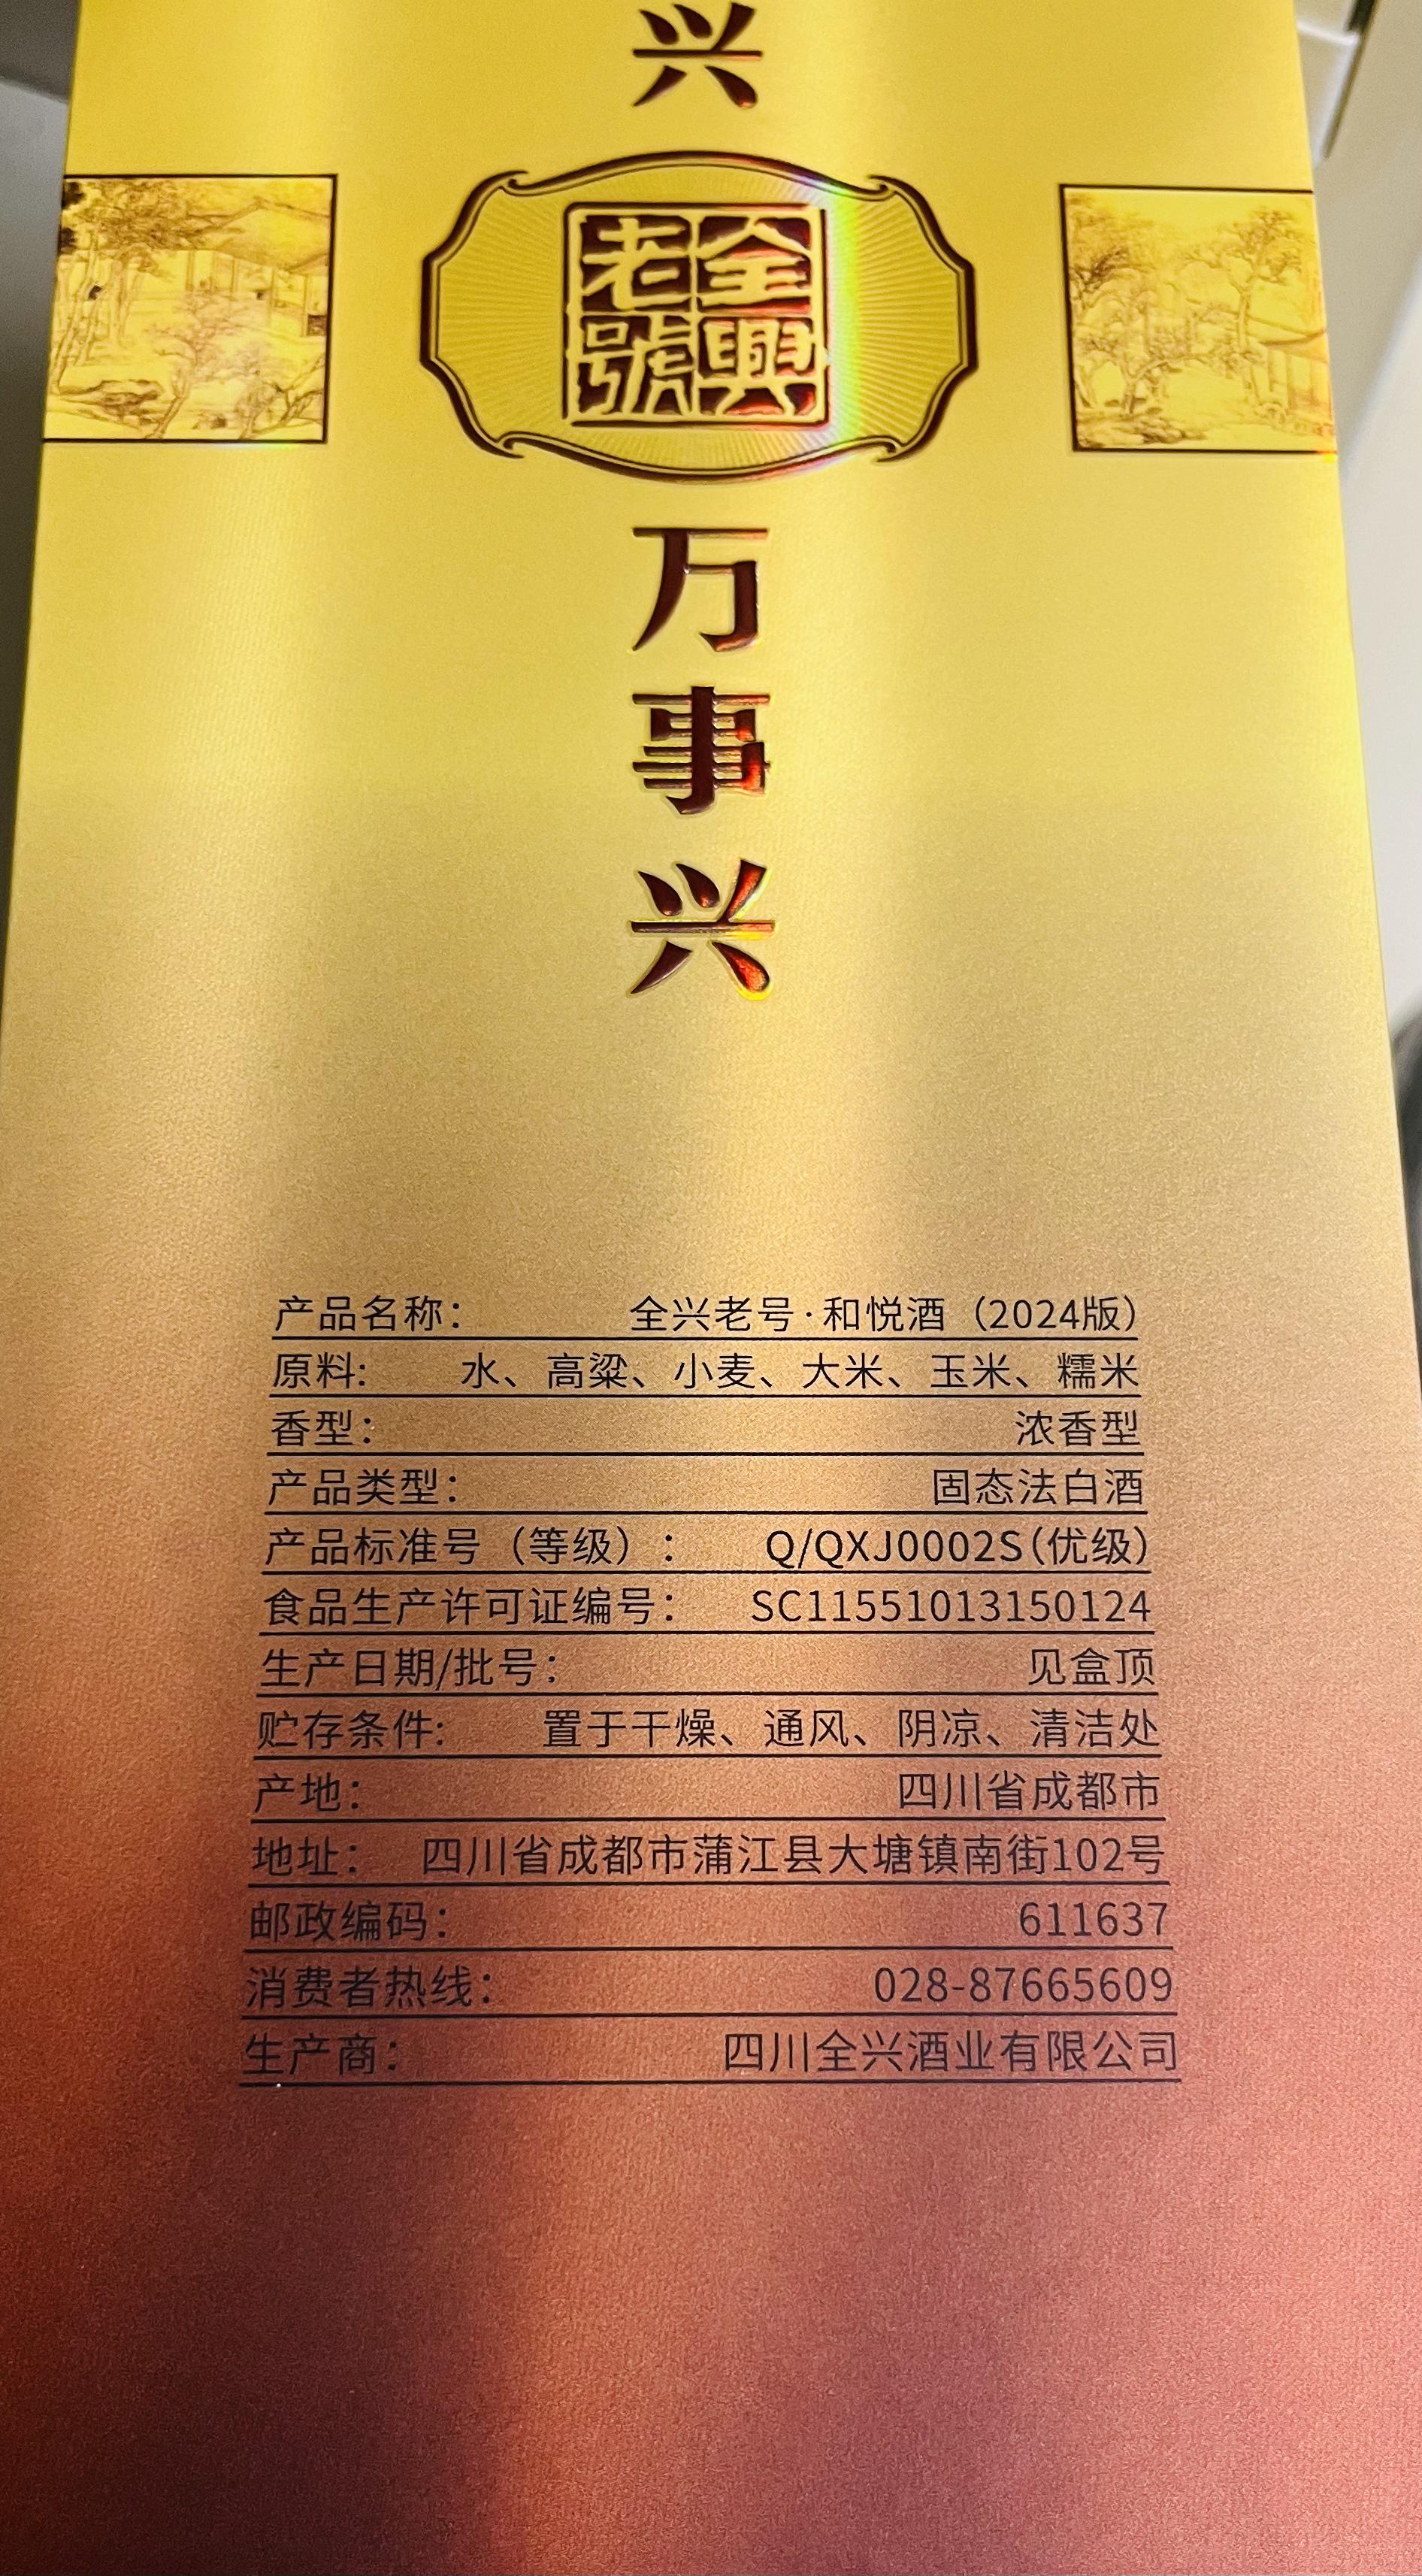 兴
全興老號
万
事
兴
产品名称： 全兴老号·和悦酒（2024版）
原料: 水、高粱、小麦、大米、玉米、糯米
香型： 浓香型
产品类型： 固态法白酒
产品标准号（等级）： Q/QXJ0002S(优级)
食品生产许可证编号： SC11551013150124
生产日期/批号： 见盒顶
贮存条件: 置于干燥、通风、阴凉、清洁处
产地： 四川省成都市
地址： 四川省成都市蒲江县大塘镇南街102号
邮政编码： 611637
消费者热线： 028-87665609
生产商： 四川全兴酒业有限公司